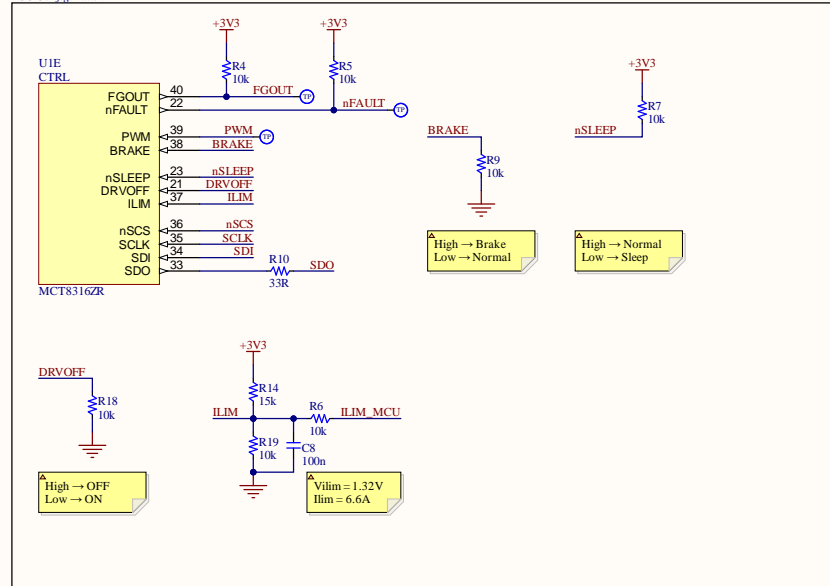 +3V3
+3V3
U1E
CTRL
R4
10k
R5
10k
+3V3
FGOUT 40 FGOUT TP
nFAULT 22 nFAULT TP
R7
10k
PWM 39 PWM TP
BRAKE 38 BRAKE
BRAKE
nSLEEP
R9
10k
nSLEEP 23 nSLEEP
DRVOFF 21 DRVOFF
ILIM 37 ILIM
nSCS 36 nSCS
SCLK 35 SCLK
SDI 34 SDI
SDO 33 R10 SDO
33R
MCT8316ZR
High → Brake
Low → Normal
High → Normal
Low → Sleep
+3V3
DRVOFF
R18
10k
R14
15k
ILIM
R6
10k
ILIM_MCU
R19
10k
C8
100n
High → OFF
Low → ON
Vilim = 1.32V
Ilim = 6.6A